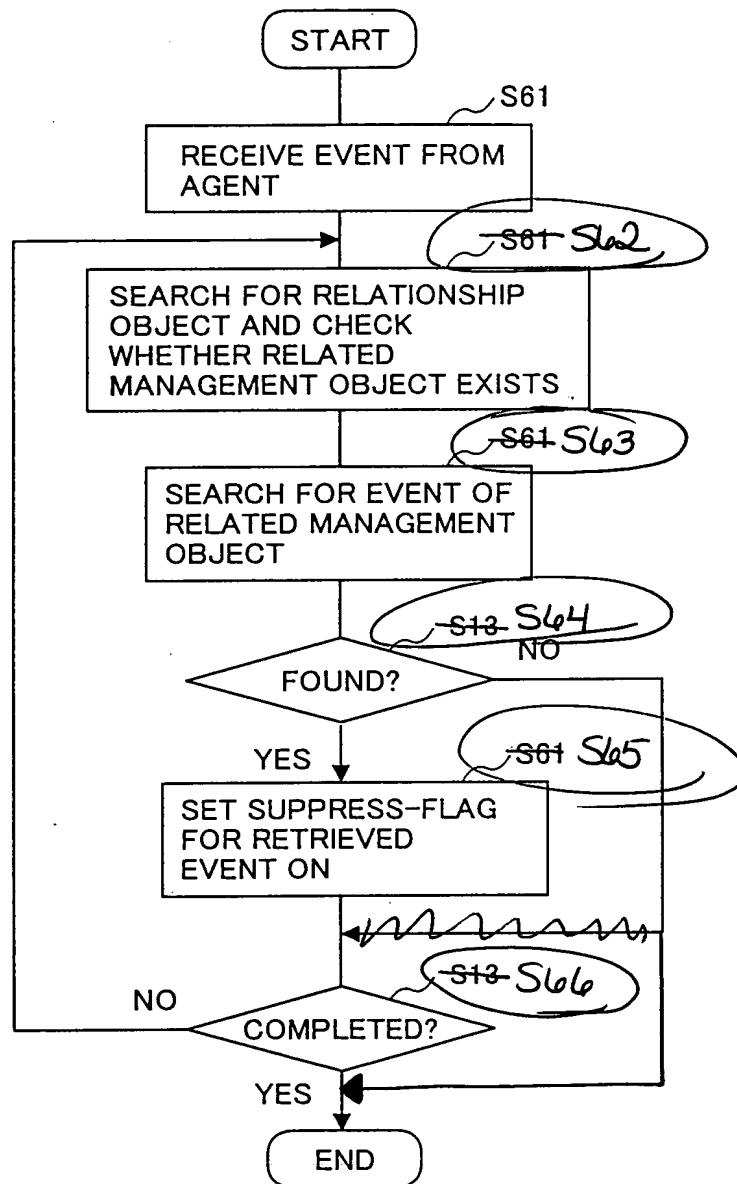 START
S61
RECEIVE EVENT FROM
AGENT
S61 S62
SEARCH FOR RELATIONSHIP
OBJECT AND CHECK
WHETHER RELATED
MANAGEMENT OBJECT EXISTS
S61 S63
SEARCH FOR EVENT OF
RELATED MANAGEMENT
OBJECT
S13 S64
NO
FOUND?
YES
S61 S65
SET SUPPRESS-FLAG
FOR RETRIEVED
EVENT ON
S13 S66
NO
COMPLETED?
YES
END